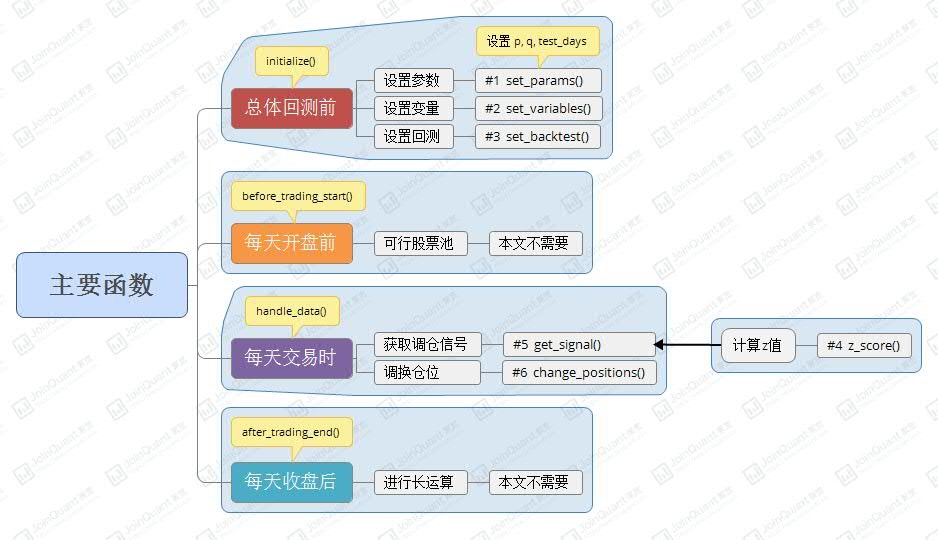 主要函数
initialize()
设置 p, q, test_days
总体回测前
设置参数
#1 set_params()
设置变量
#2 set_variables()
设置回测
#3 set_backtest()
before_trading_start()
每天开盘前
可行股票池
本文不需要
handle_data()
每天交易时
获取调仓信号
#5 get_signal()
计算z值
#4 z_score()
调换仓位
#6 change_positions()
after_trading_end()
每天收盘后
进行长运算
本文不需要
JoinQuant 聚宽